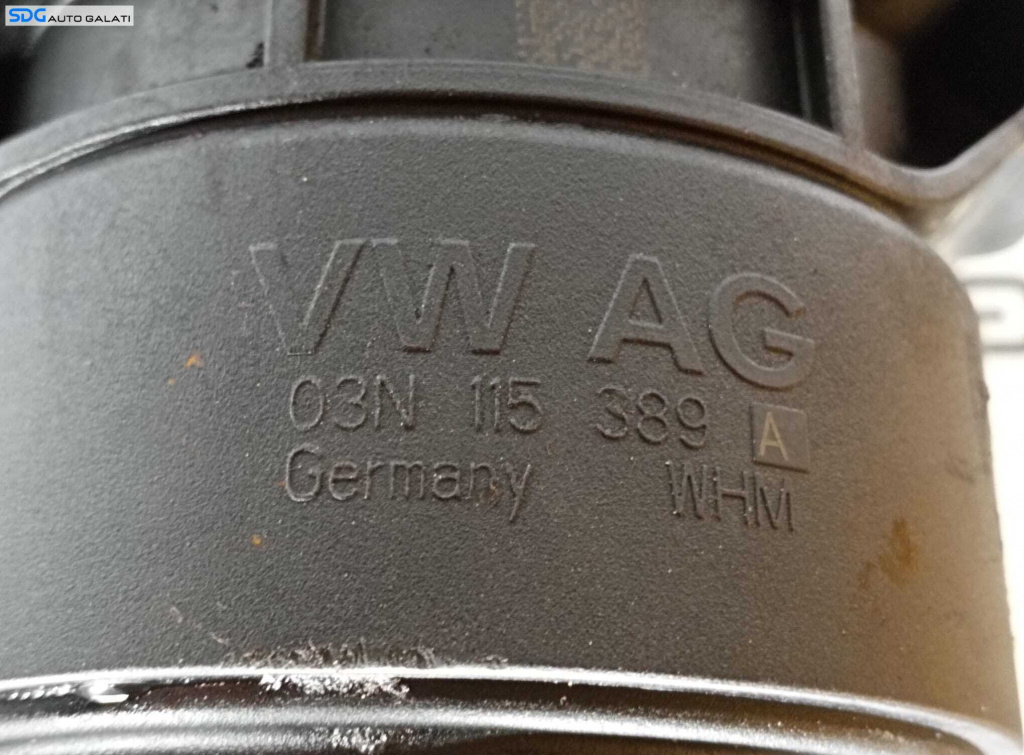 SDG AUTO GALATI
VW AG
03N 115 389 A
Germany WHM